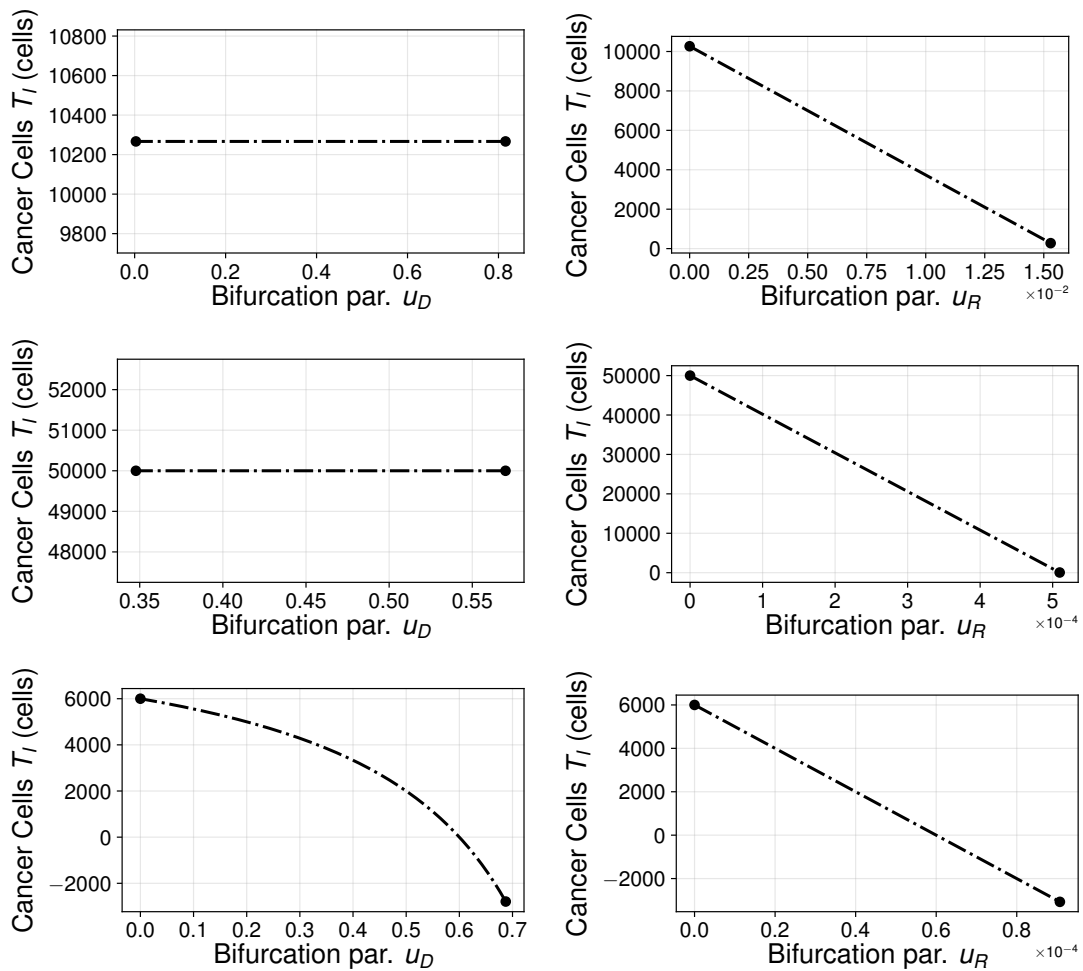 Cancer Cells T_I (cells)
10800
10600
10400
10200
10000
9800
0.0 0.2 0.4 0.6 0.8
Bifurcation par. u_D
Cancer Cells T_I (cells)
10000
8000
6000
4000
2000
0
0.00 0.25 0.50 0.75 1.00 1.25 1.50
Bifurcation par. u_R
×10⁻²
Cancer Cells T_I (cells)
52000
51000
50000
49000
48000
0.35 0.40 0.45 0.50 0.55
Bifurcation par. u_D
Cancer Cells T_I (cells)
50000
40000
30000
20000
10000
0
0 1 2 3 4 5
Bifurcation par. u_R
×10⁻⁴
Cancer Cells T_I (cells)
6000
4000
2000
0
−2000
0.0 0.1 0.2 0.3 0.4 0.5 0.6 0.7
Bifurcation par. u_D
Cancer Cells T_I (cells)
6000
4000
2000
0
−2000
0.0 0.2 0.4 0.6 0.8
Bifurcation par. u_R
×10⁻⁴